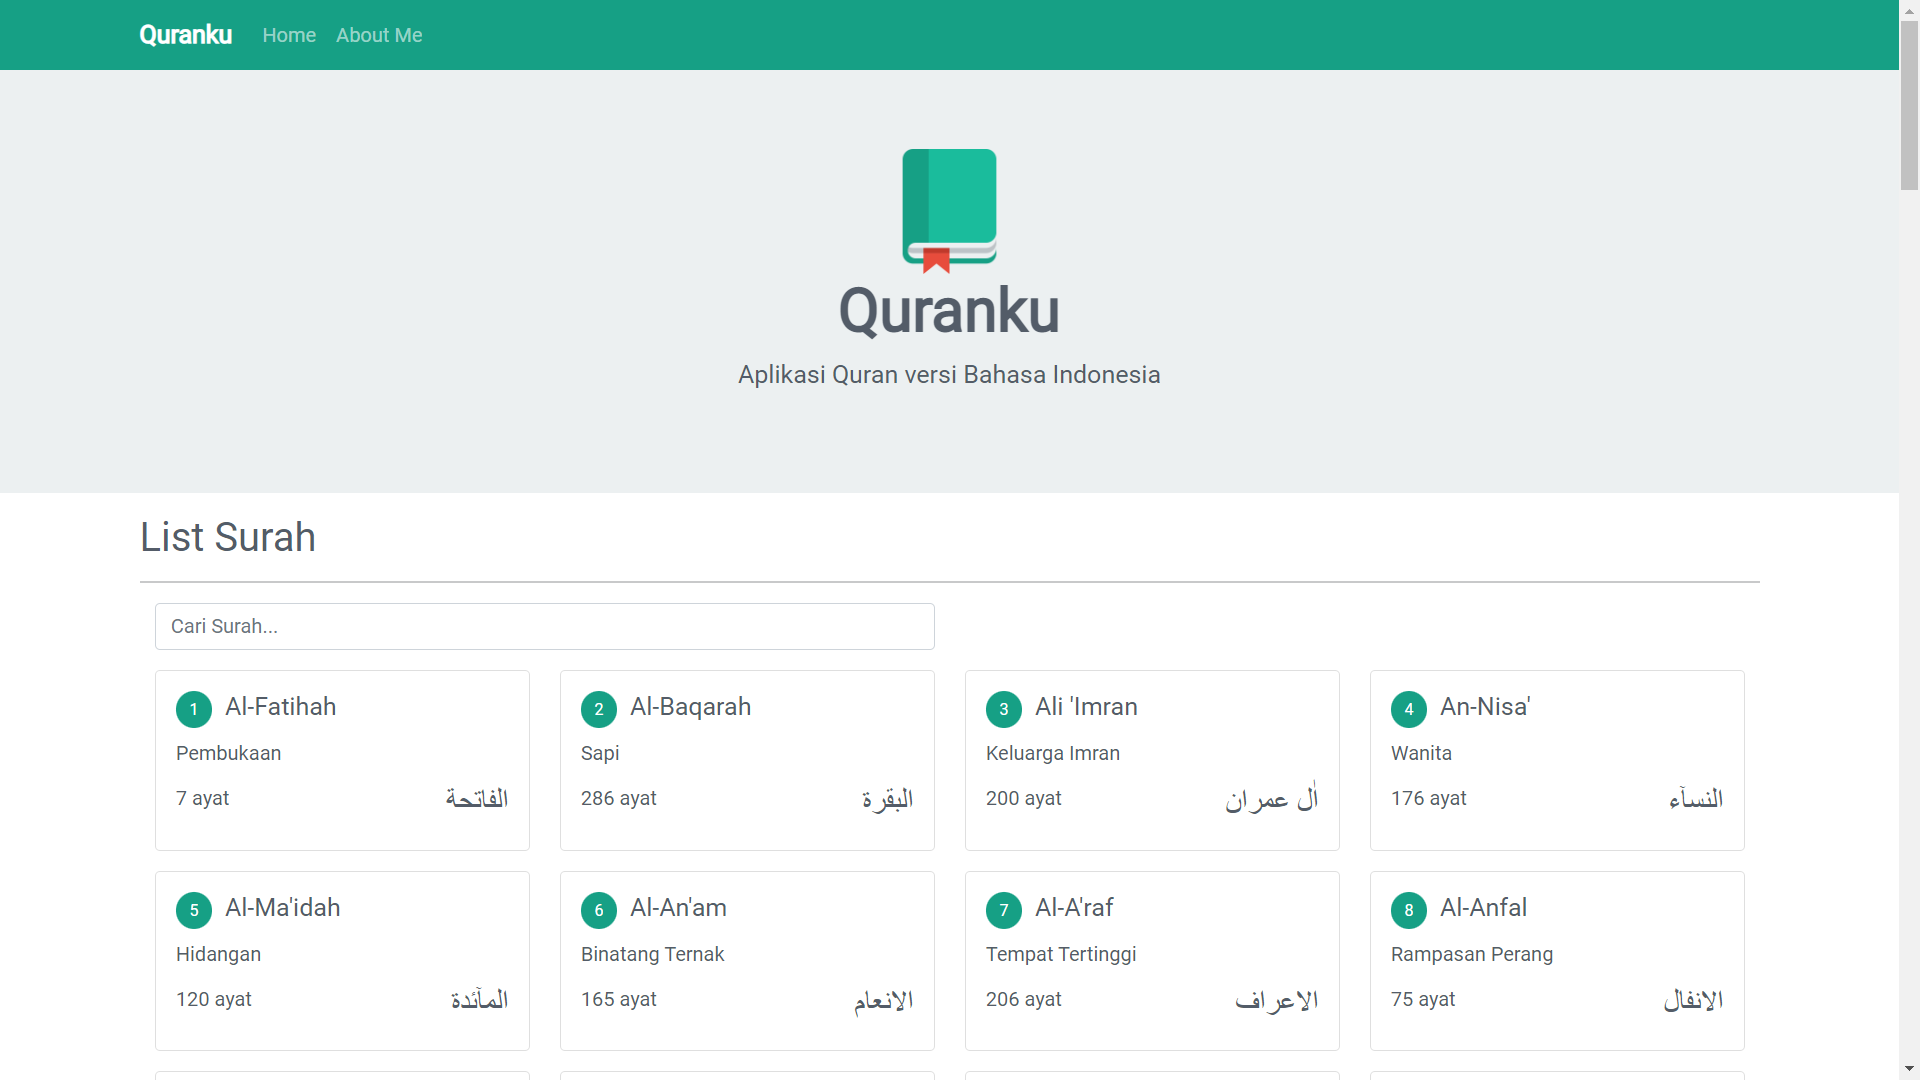 Quranku Home About Me
Quranku
Aplikasi Quran versi Bahasa Indonesia
List Surah
Cari Surah...
1 Al-Fatihah
Pembukaan
7 ayat الفاتحة
2 Al-Baqarah
Sapi
286 ayat البقرة
3 Ali 'Imran
Keluarga Imran
200 ayat اٰل عمران
4 An-Nisa'
Wanita
176 ayat النساۤء
5 Al-Ma'idah
Hidangan
120 ayat الماۤئدة
6 Al-An'am
Binatang Ternak
165 ayat الانعام
7 Al-A'raf
Tempat Tertinggi
206 ayat الاعراف
8 Al-Anfal
Rampasan Perang
75 ayat الانفال